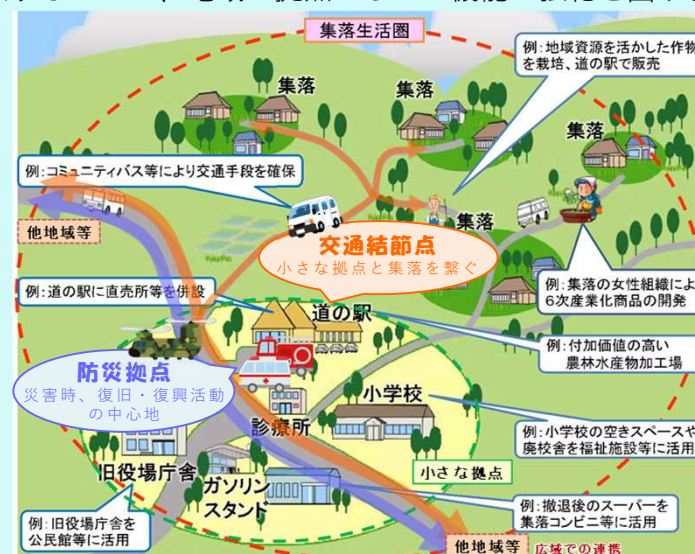 集落生活圏
例:地域資源を活かした作物
を栽培、道の駅で販売
集落
集落
集落
例:コミュニティバス等により交通手段を確保
他地域等
集落
交通結節点
小さな拠点と集落を繋ぐ
例:道の駅に直売所等を併設
道の駅
例:集落の女性組織によ
6次産業化商品の開発
例:付加価値の高い
農林水産物加工場
防災拠点
災害時、復旧・復興活動
の中心地
小学校
診療所
例:小学校の空きスペースや
廃校舎を福祉施設等に活用
旧役場庁舎
ガソリン
スタンド
小さな拠点
例:撤退後のスーパーを
集落コンビニ等に活用
例:旧役場庁舎を
公民館等に活用
他地域等
広域での連携